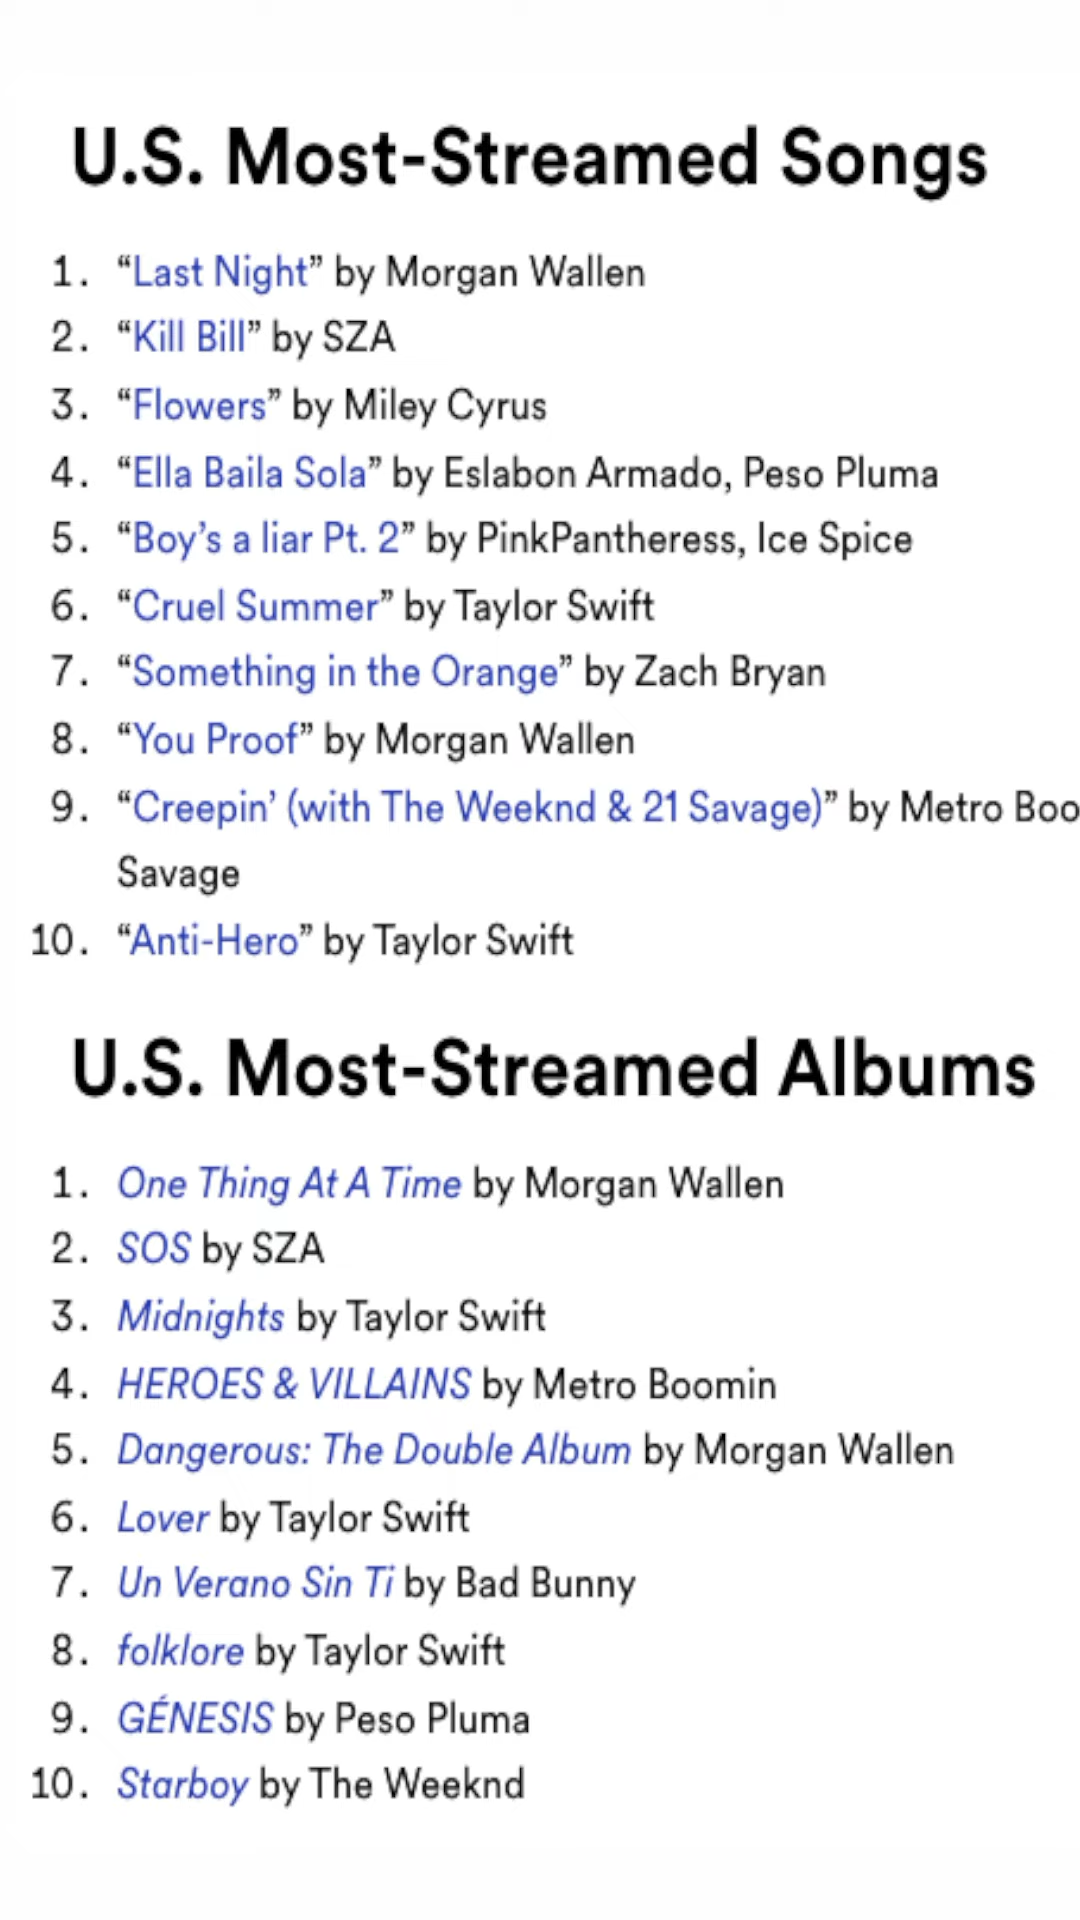 U.S. Most-Streamed Songs
1. “Last Night” by Morgan Wallen
2. “Kill Bill” by SZA
3. “Flowers” by Miley Cyrus
4. “Ella Baila Sola” by Eslabon Armado, Peso Pluma
5. “Boy’s a liar Pt. 2” by PinkPantheress, Ice Spice
6. “Cruel Summer” by Taylor Swift
7. “Something in the Orange” by Zach Bryan
8. “You Proof” by Morgan Wallen
9. “Creepin’ (with The Weeknd & 21 Savage)” by Metro Boo
Savage
10. “Anti-Hero” by Taylor Swift
U.S. Most-Streamed Albums
1. One Thing At A Time by Morgan Wallen
2. SOS by SZA
3. Midnights by Taylor Swift
4. HEROES & VILLAINS by Metro Boomin
5. Dangerous: The Double Album by Morgan Wallen
6. Lover by Taylor Swift
7. Un Verano Sin Ti by Bad Bunny
8. folklore by Taylor Swift
9. GÉNESIS by Peso Pluma
10. Starboy by The Weeknd